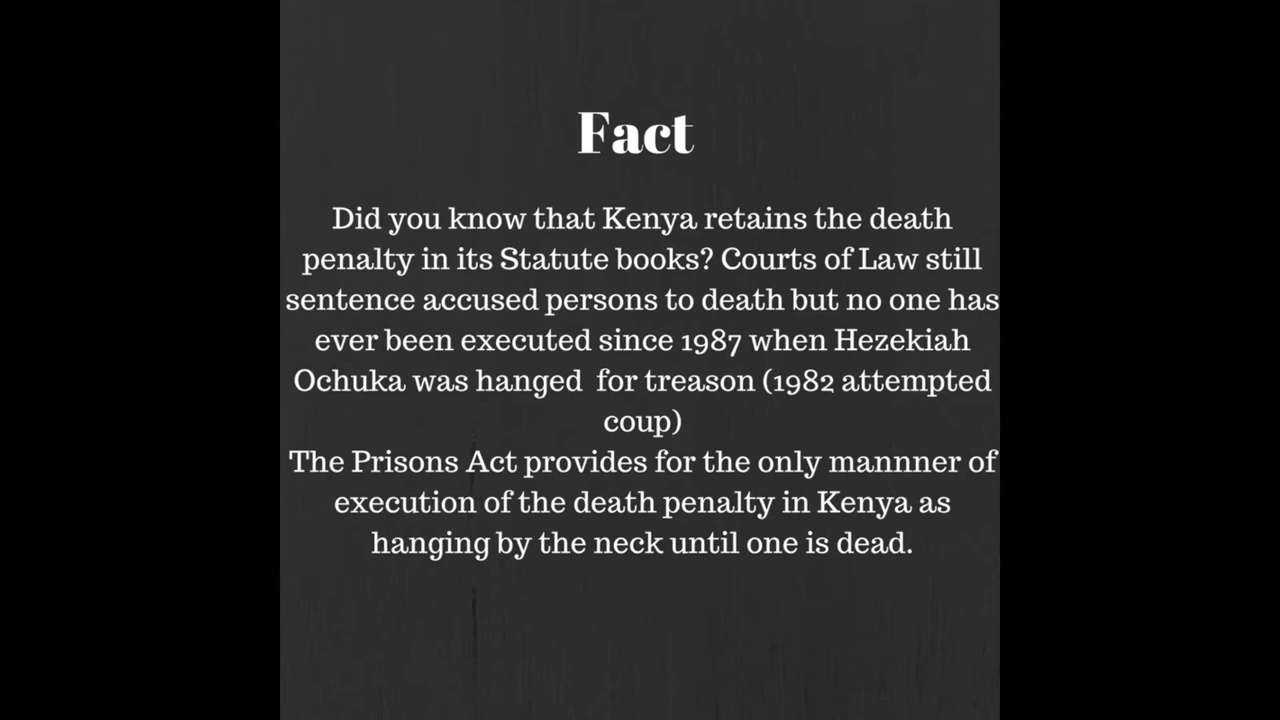 Fact
Did you know that Kenya retains the death
penalty in its Statute books? Courts of Law still
sentence accused persons to death but no one has
ever been executed since 1987 when Hezekiah
Ochuka was hanged  for treason (1982 attempted
coup)
The Prisons Act provides for the only mannner of
execution of the death penalty in Kenya as
hanging by the neck until one is dead.